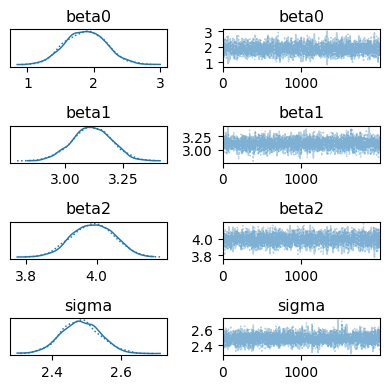 beta0 beta0
3
2
1
1 2 3 0 1000
beta1 beta1
3.25
3.00
3.00 3.25 0 1000
beta2 beta2
4.0
3.8
3.8 4.0 0 1000
sigma sigma
2.6
2.4
2.4 2.6 0 1000